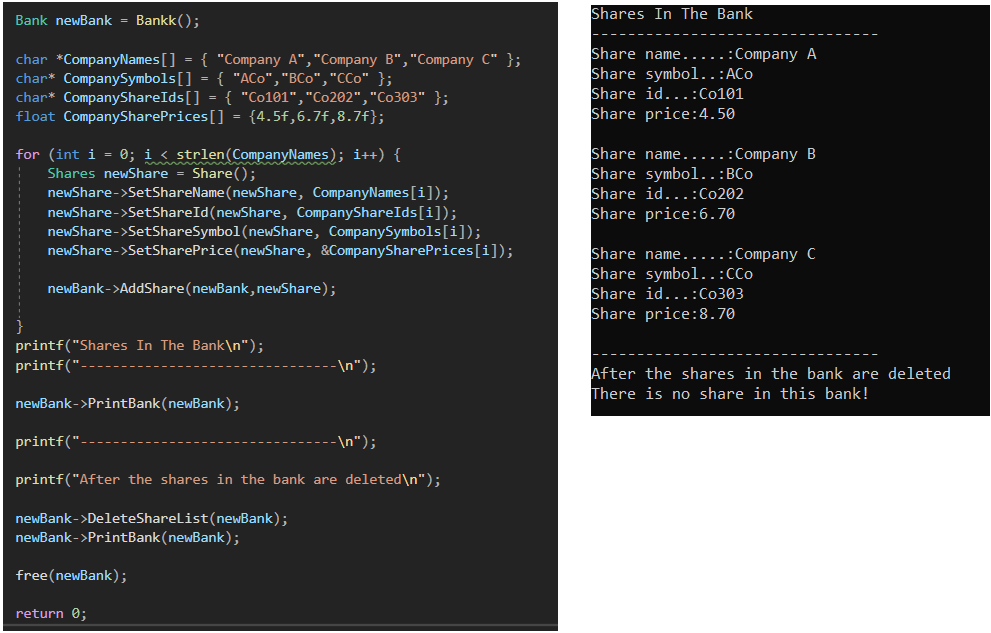 Bank newBank = Bankk();
char *CompanyNames[] = { "Company A","Company B","Company C" };
char* CompanySymbols[] = { "ACo","BCo","CCo" };
char* CompanyShareIds[] = { "Co101","Co202","Co303" };
float CompanySharePrices[] = {4.5f,6.7f,8.7f};
for (int i = 0; i < strlen(CompanyNames); i++) {
Shares newShare = Share();
newShare->SetShareName(newShare, CompanyNames[i]);
newShare->SetShareId(newShare, CompanyShareIds[i]);
newShare->SetShareSymbol(newShare, CompanySymbols[i]);
newShare->SetSharePrice(newShare, &CompanySharePrices[i]);
newBank->AddShare(newBank,newShare);
}
printf("Shares In The Bank\n");
printf("--------------------------------\n");
newBank->PrintBank(newBank);
printf("--------------------------------\n");
printf("After the shares in the bank are deleted\n");
newBank->DeleteShareList(newBank);
newBank->PrintBank(newBank);
free(newBank);
return 0;
Shares In The Bank
--------------------------------
Share name.....:Company A
Share symbol..:ACo
Share id...:Co101
Share price:4.50
Share name.....:Company B
Share symbol..:BCo
Share id...:Co202
Share price:6.70
Share name.....:Company C
Share symbol..:CCo
Share id...:Co303
Share price:8.70
--------------------------------
After the shares in the bank are deleted
There is no share in this bank!